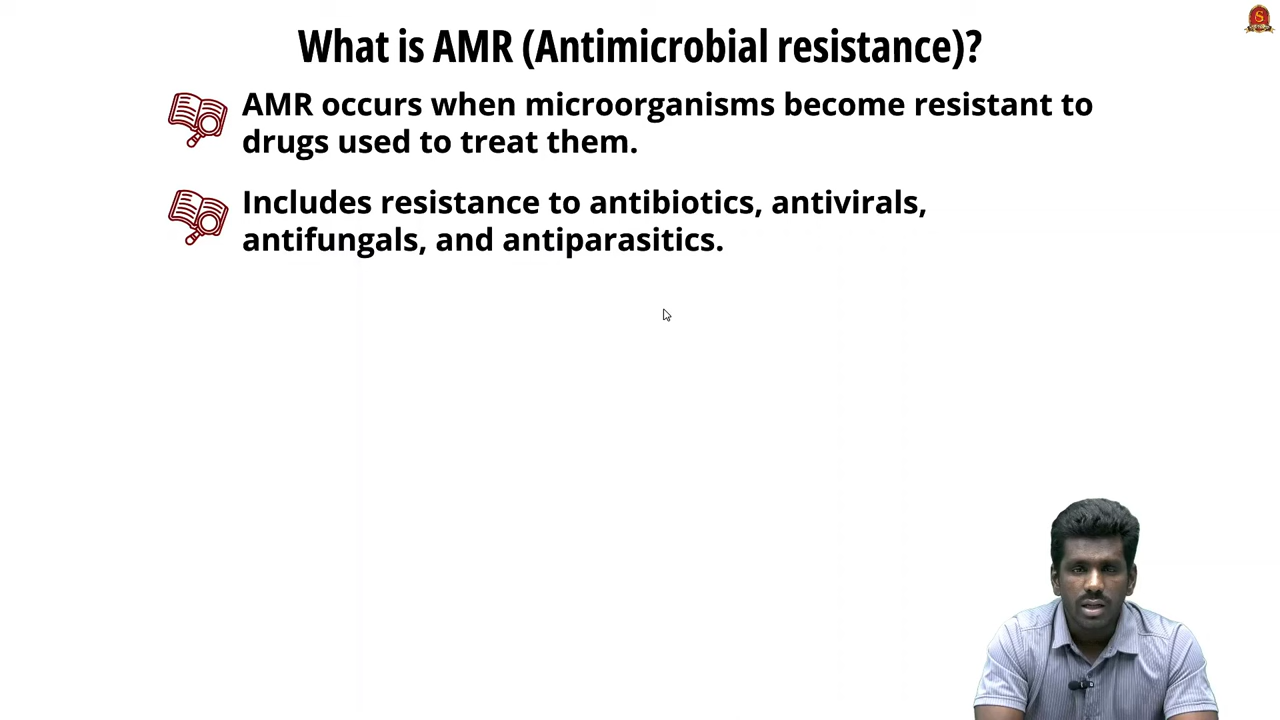 What is AMR (Antimicrobial resistance)?
AMR occurs when microorganisms become resistant to
drugs used to treat them.
Includes resistance to antibiotics, antivirals,
antifungals, and antiparasitics.